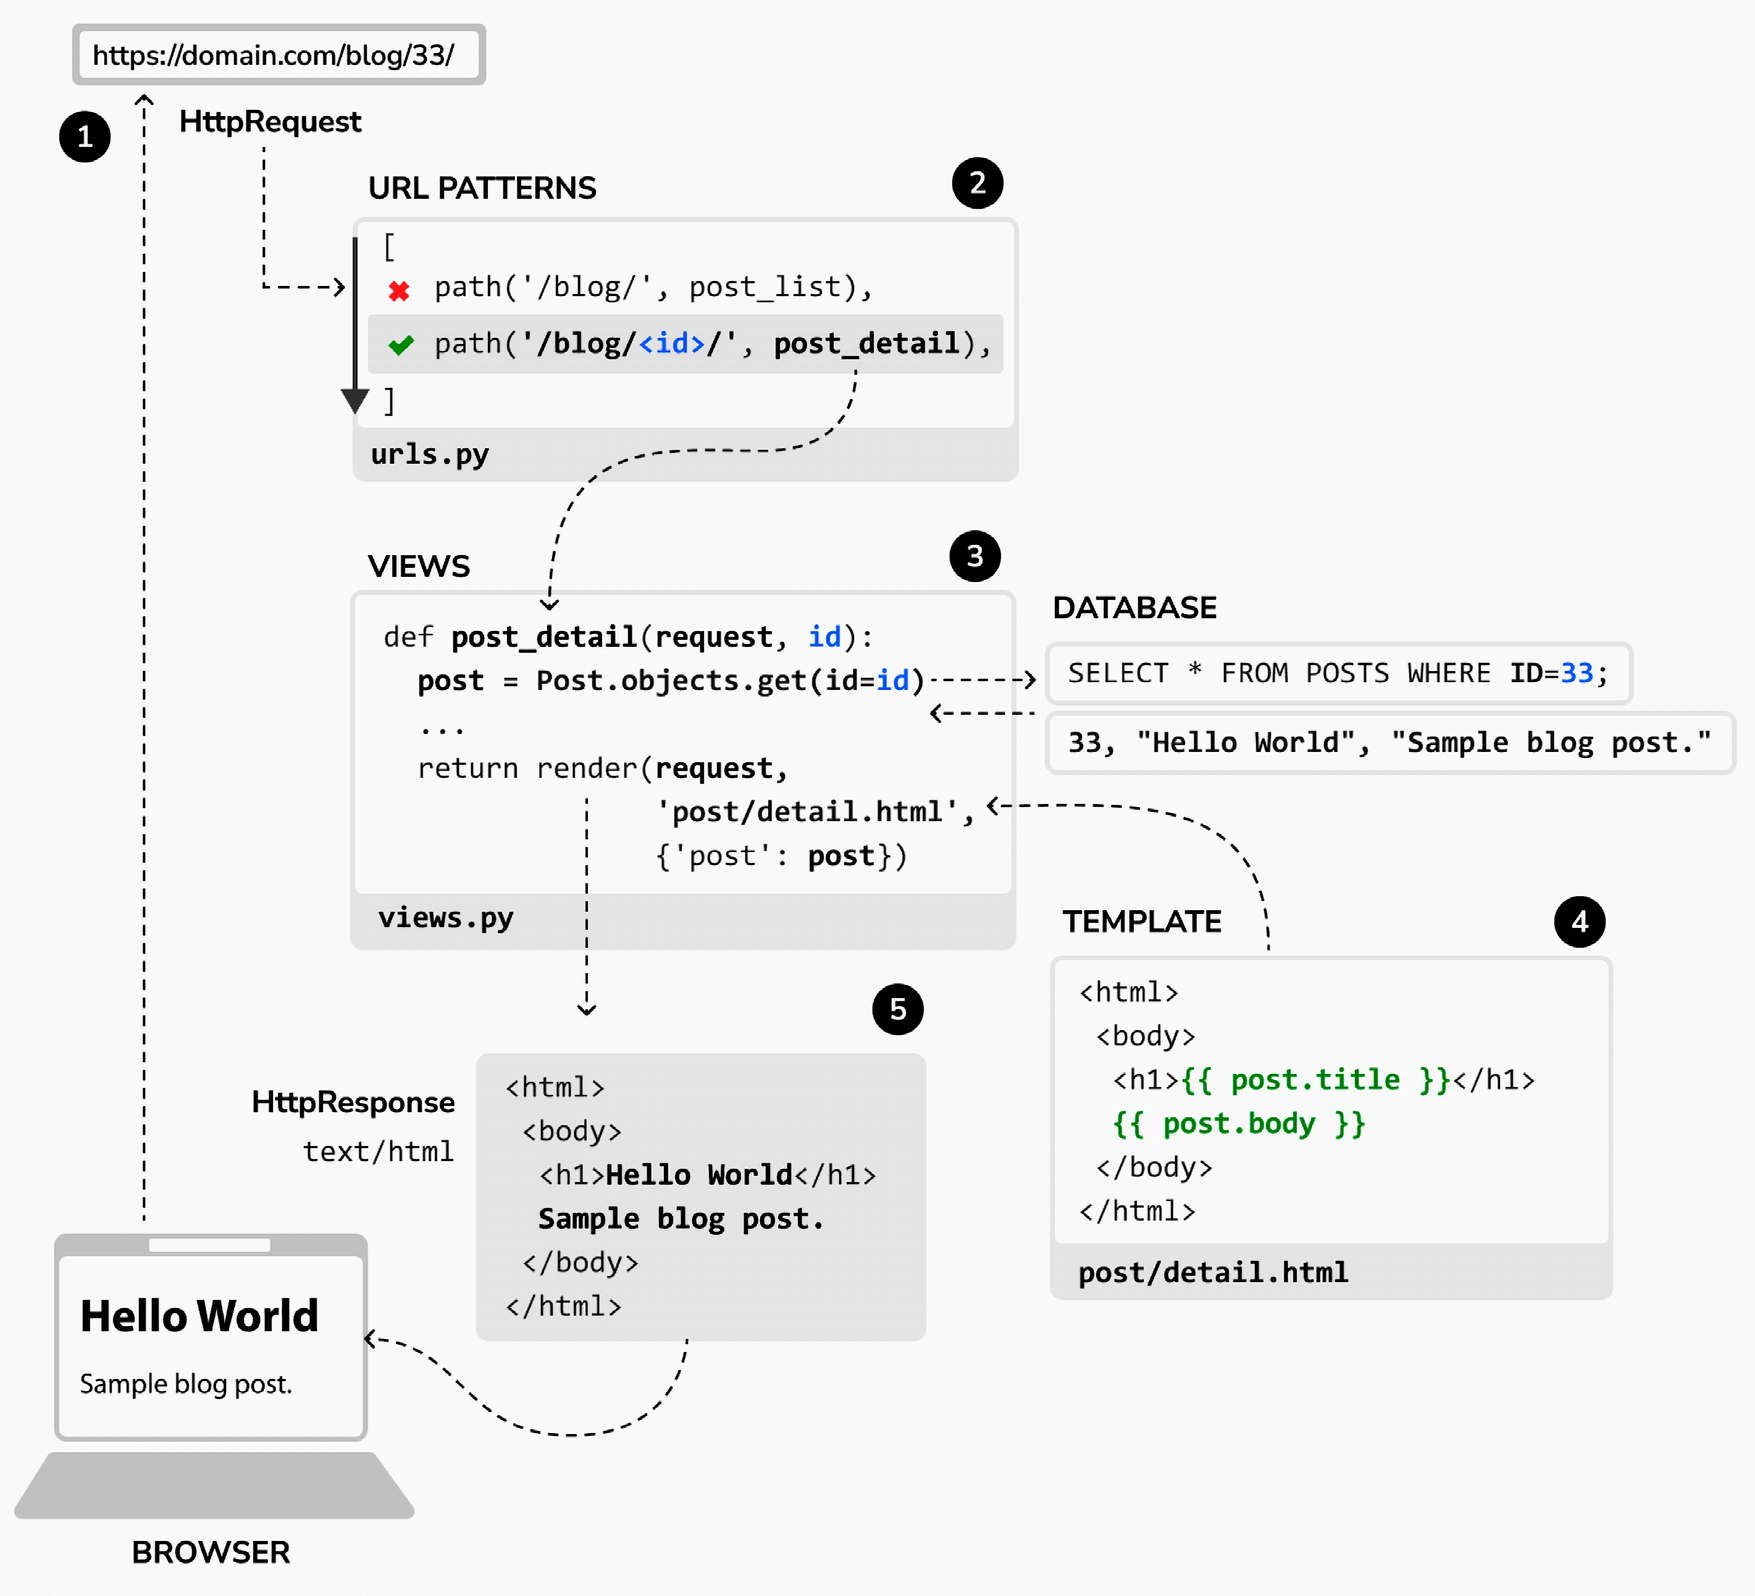 https://domain.com/blog/33/
1
HttpRequest
URL PATTERNS
2
[
path('/blog/', post_list),
path('/blog/<id>/', post_detail),
]
urls.py
VIEWS
3
def post_detail(request, id):
post = Post.objects.get(id=id)
...
return render(request,
'post/detail.html',
{'post': post})
views.py
DATABASE
SELECT * FROM POSTS WHERE ID=33;
33, "Hello World", "Sample blog post."
TEMPLATE
4
<html>
<body>
<h1>{{ post.title }}</h1>
{{ post.body }}
</body>
</html>
post/detail.html
5
HttpResponse
text/html
<html>
<body>
<h1>Hello World</h1>
Sample blog post.
</body>
</html>
Hello World
Sample blog post.
BROWSER